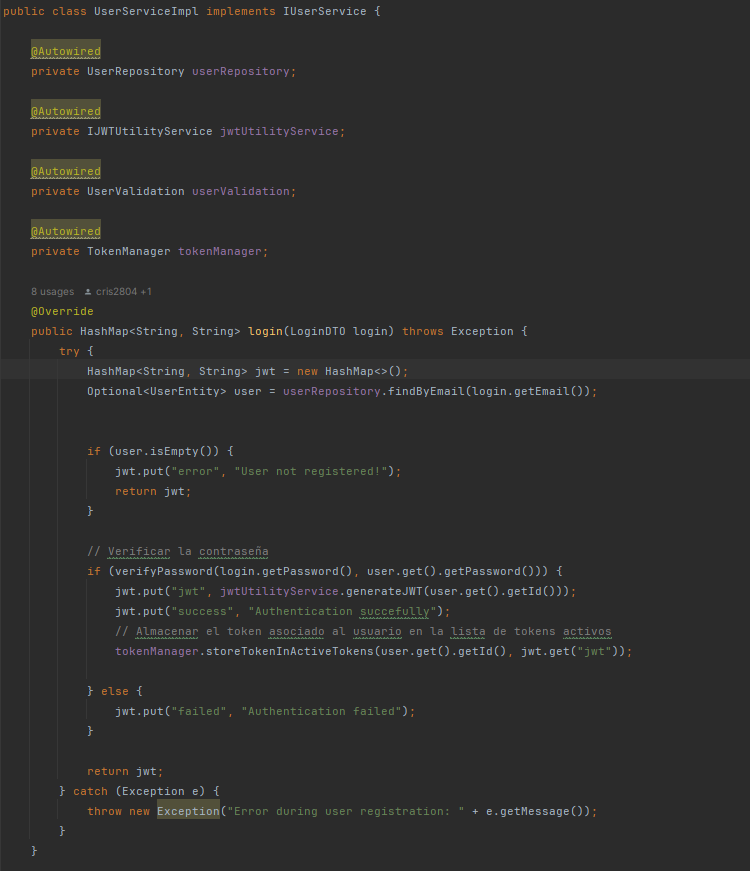 public class UserServiceImpl implements IUserService {
@Autowired
private UserRepository userRepository;
@Autowired
private IJWTUtilityService jwtUtilityService;
@Autowired
private UserValidation userValidation;
@Autowired
private TokenManager tokenManager;
8 usages cris2804 +1
@Override
public HashMap<String, String> login(LoginDTO login) throws Exception {
try {
HashMap<String, String> jwt = new HashMap<>();
Optional<UserEntity> user = userRepository.findByEmail(login.getEmail());
if (user.isEmpty()) {
jwt.put("error", "User not registered!");
return jwt;
}
// Verificar la contraseña
if (verifyPassword(login.getPassword(), user.get().getPassword())) {
jwt.put("jwt", jwtUtilityService.generateJWT(user.get().getId()));
jwt.put("success", "Authentication succefully");
// Almacenar el token asociado al usuario en la lista de tokens activos
tokenManager.storeTokenInActiveTokens(user.get().getId(), jwt.get("jwt"));
} else {
jwt.put("failed", "Authentication failed");
}
return jwt;
} catch (Exception e) {
throw new Exception("Error during user registration: " + e.getMessage());
}
}